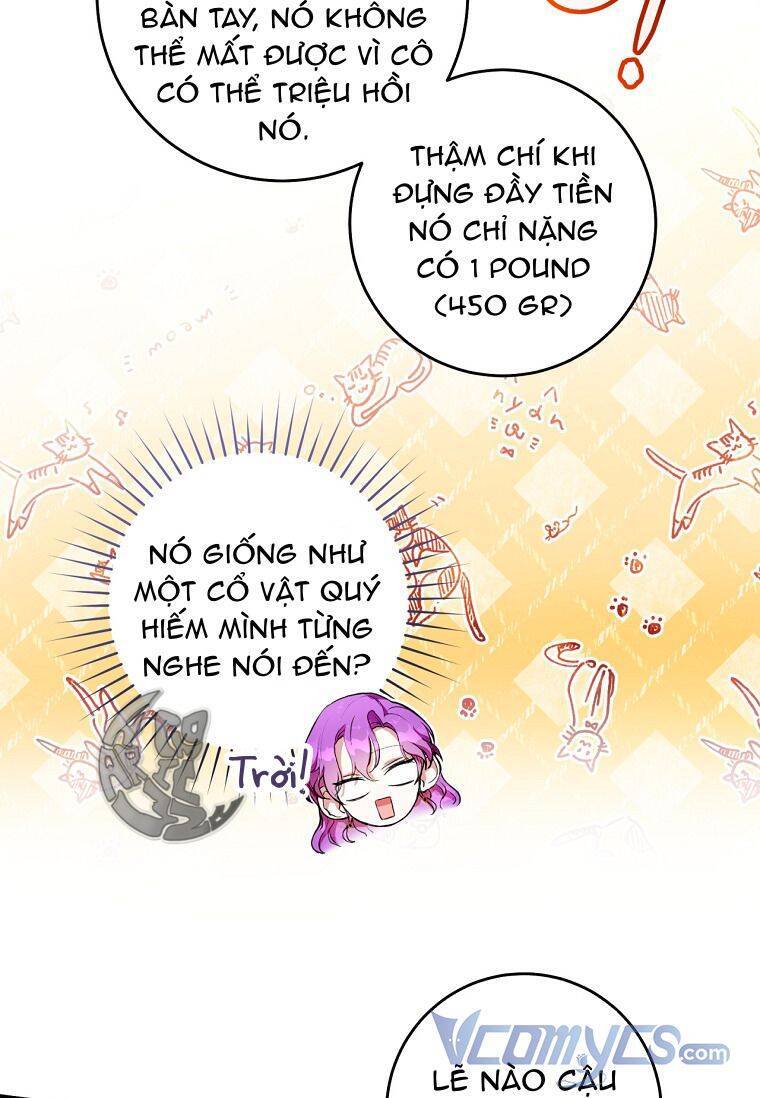 BÀN TAY, NÓ KHÔNG
THỂ MẤT ĐƯỢC VÌ CÔ
CÓ THỂ TRIỆU HỒI
NÓ.
THẬM CHÍ KHI
ĐỰNG ĐẦY TIỀN
NÓ CHỈ NẶNG
CÓ 1 POUND
(450 GR)
meow
nyan
NÓ GIỐNG NHƯ
MỘT CỔ VẬT QUÝ
HIẾM MÌNH TỪNG
NGHE NÓI ĐẾN?
Trời!
VCOMYCS.com
LẼ NÀO CẬU